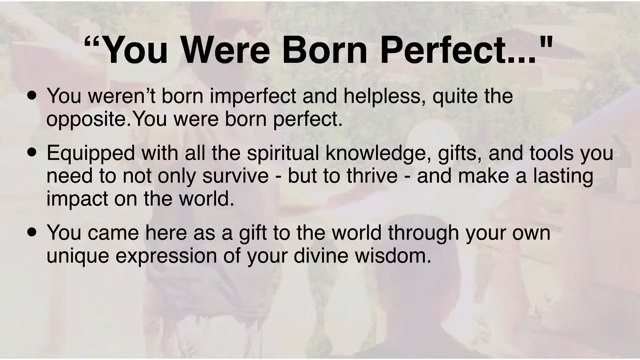 “You Were Born Perfect..."
• You weren’t born imperfect and helpless, quite the
opposite.You were born perfect.
• Equipped with all the spiritual knowledge, gifts, and tools you
need to not only survive - but to thrive - and make a lasting
impact on the world.
• You came here as a gift to the world through your own
unique expression of your divine wisdom.